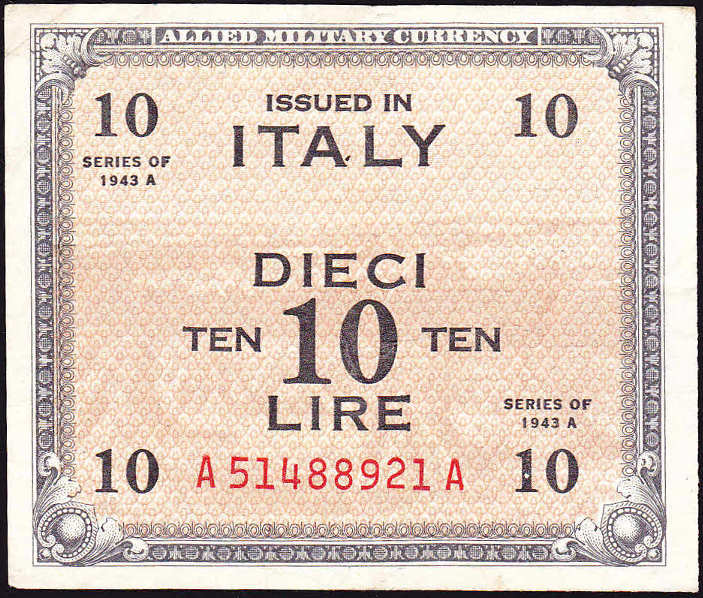 ALLIED MILITARY CURRENCY
10 ISSUED IN 10
ITALY
SERIES OF
1943 A
DIECI
TEN 10 TEN
LIRE
SERIES OF
1943 A
10 A51488921A 10